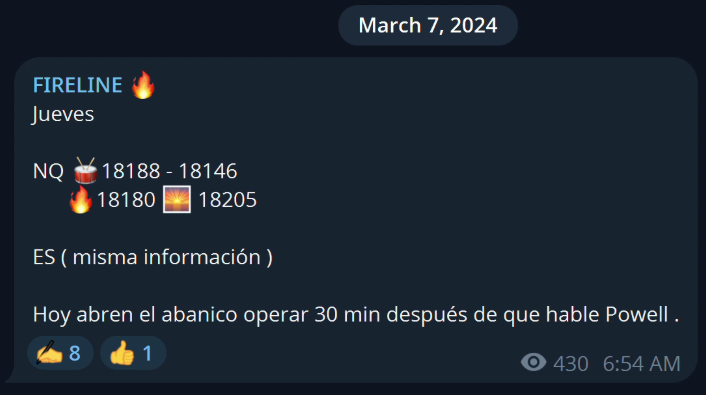 March 7, 2024
FIRELINE 🔥
Jueves
NQ 🥁18188 - 18146
🔥18180 🌅 18205
ES ( misma información )
Hoy abren el abanico operar 30 min después de que hable Powell .
✍️ 8 👍 1 430 6:54 AM